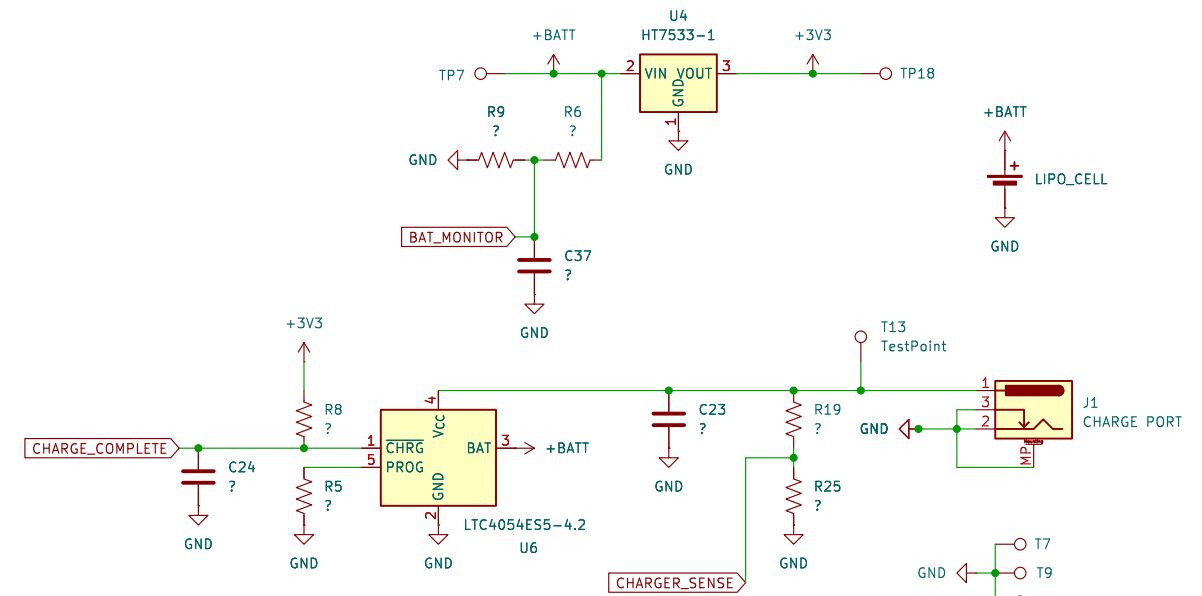 U4
HT7533-1
+BATT
+3V3
TP7
2
VIN
VOUT
3
TP18
GND
1
GND
R9
?
R6
?
GND
+BATT
+
LIPO_CELL
GND
BAT_MONITOR
C37
?
GND
+3V3
T13
TestPoint
R8
?
4
VCC
C23
?
R19
?
1
3
2
J1
CHARGE PORT
GND
MP
CHARGE_COMPLETE
1
CHRG
5
PROG
BAT
3
+BATT
GND
2
C24
?
R5
?
GND
GND
GND
LTC4054ES5-4.2
U6
GND
R25
?
GND
CHARGER_SENSE
T7
GND
T9